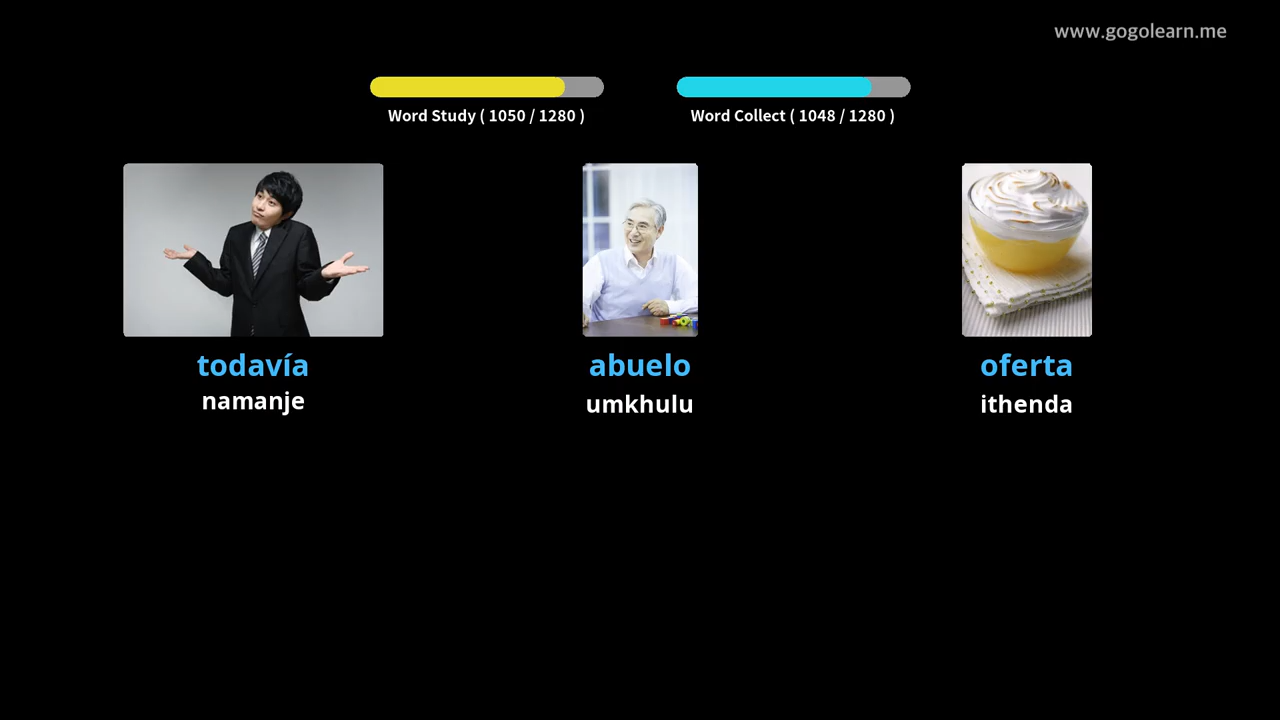 www.gogolearn.me
Word Study ( 1050 / 1280 )
Word Collect ( 1048 / 1280 )
todavía
namanje
abuelo
umkhulu
oferta
ithenda